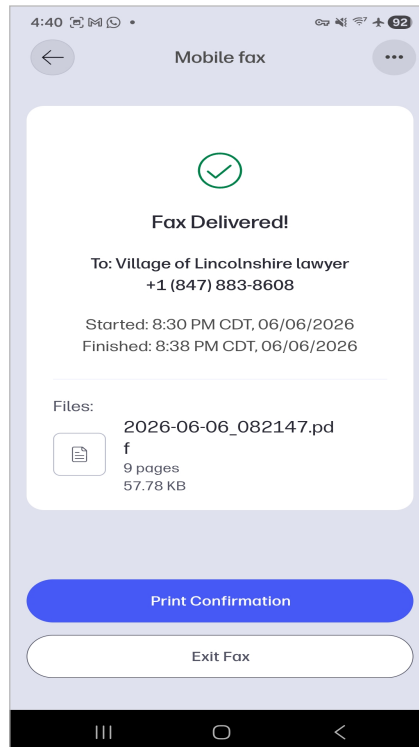 4:40
92
Mobile fax
Fax Delivered!
To: Village of Lincolnshire lawyer
+1 (847) 883-8608
Started: 8:30 PM CDT, 06/06/2026
Finished: 8:38 PM CDT, 06/06/2026
Files:
2026-06-06_082147.pd
f
9 pages
57.78 KB
Print Confirmation
Exit Fax